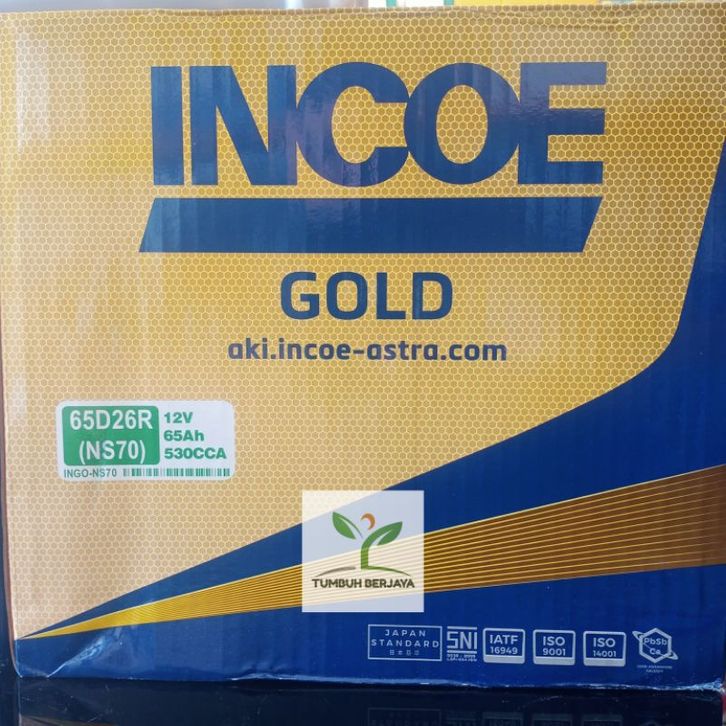 INCOE
GOLD
aki.incoe-astra.com
65D26R
(NS70)
12V
65Ah
530CCA
INGO-NS70
TUMBUH BERJAYA
JAPAN
STANDARD
SNI
IATF
16949
ISO
9001
ISO
14001
PbSb
Ca